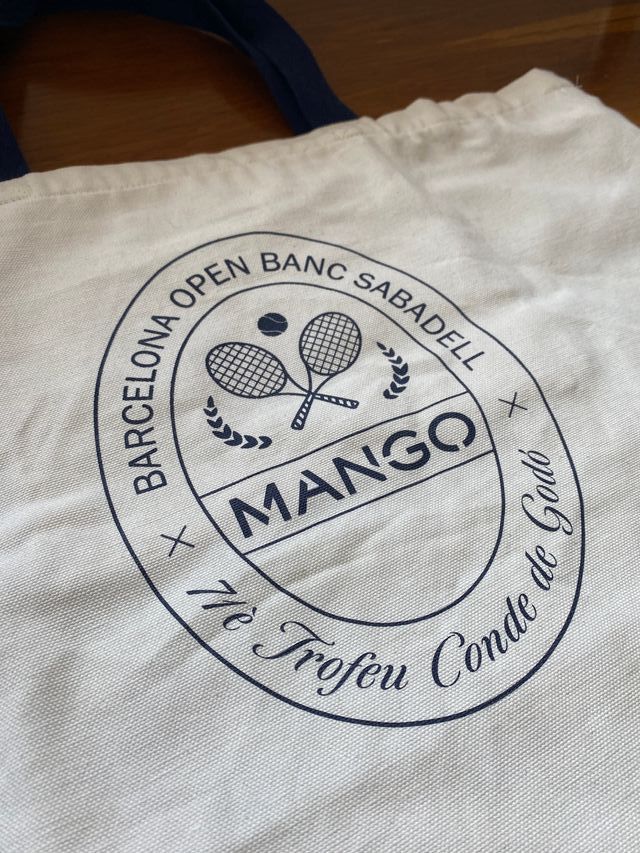 BARCELONA OPEN BANC SABADELL
MANGO
71è Trofeu Conde de Godó